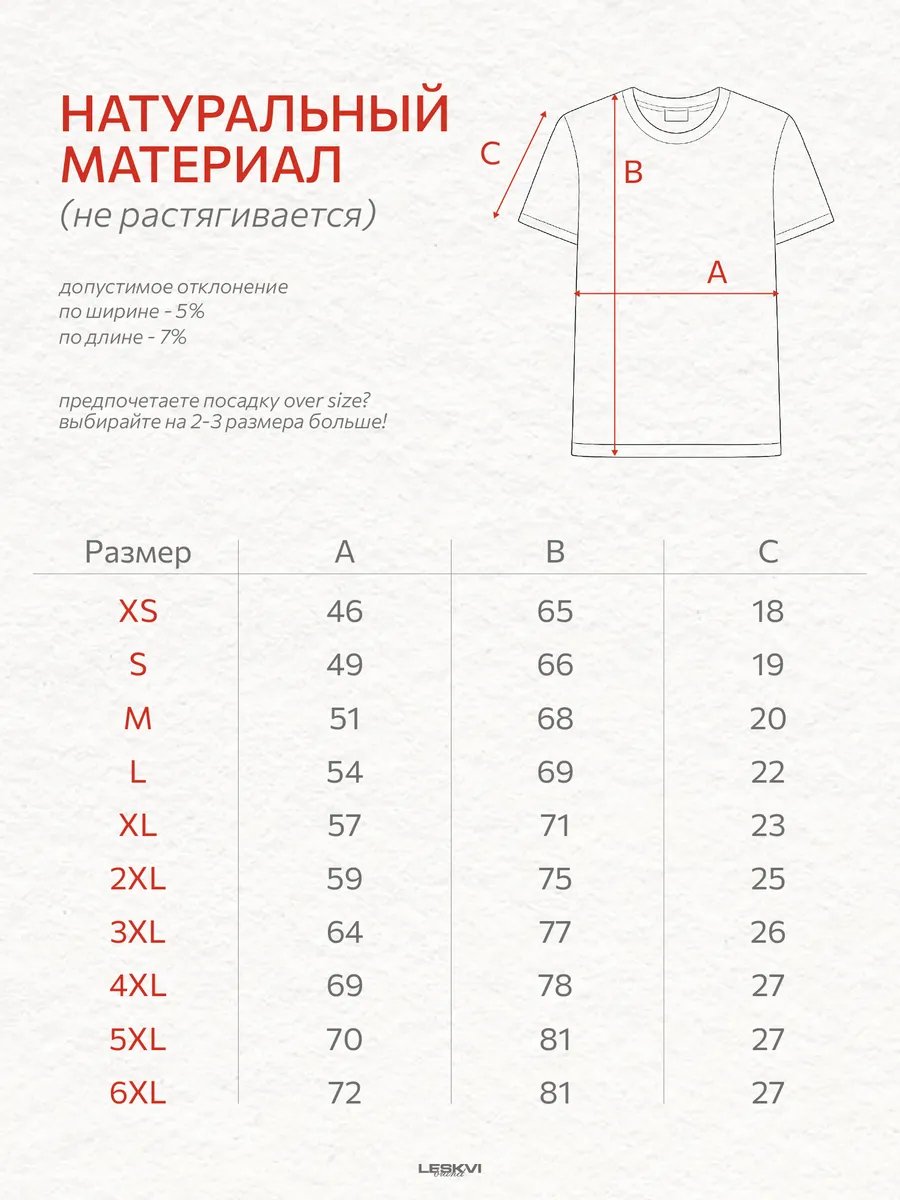 НАТУРАЛЬНЫЙ
МАТЕРИАЛ
(не растягивается)
допустимое отклонение
по ширине - 5%
по длине - 7%
предпочетаете посадку over size?
выбирайте на 2-3 размера больше!
C
B
A
Размер A B C
XS 46 65 18
S 49 66 19
M 51 68 20
L 54 69 22
XL 57 71 23
2XL 59 75 25
3XL 64 77 26
4XL 69 78 27
5XL 70 81 27
6XL 72 81 27
LESKVI